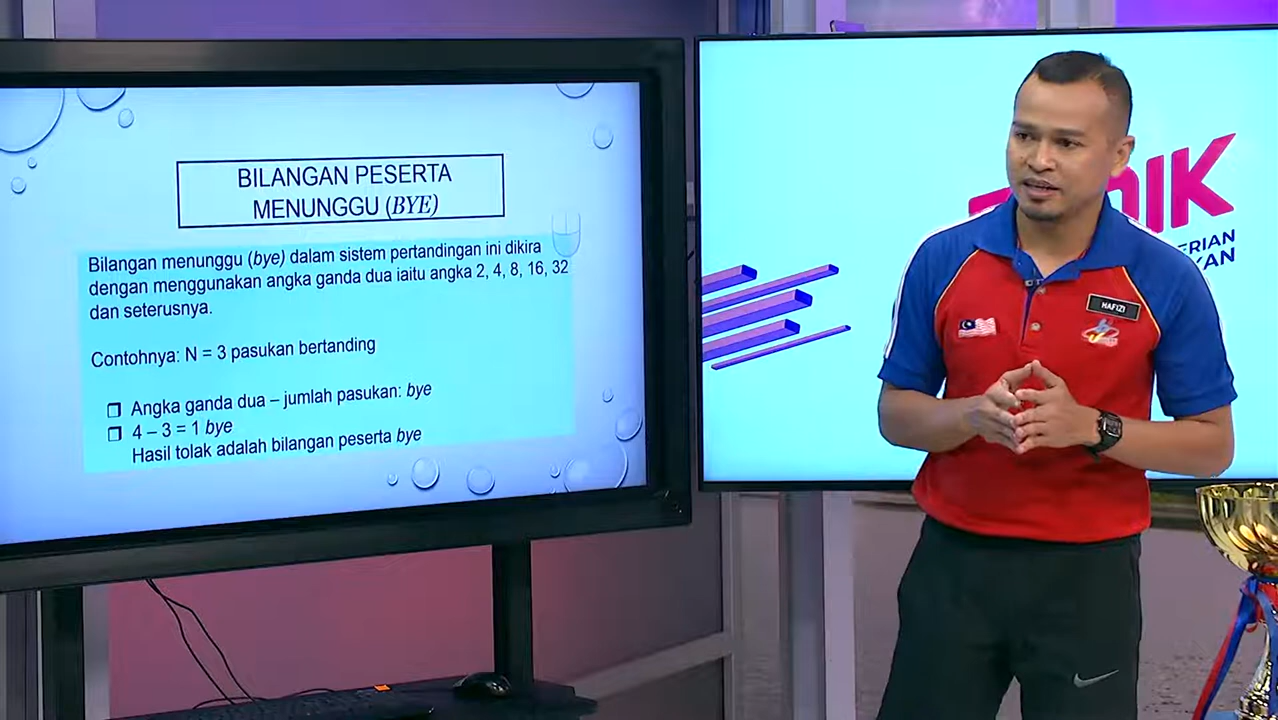 BILANGAN PESERTA
MENUNGGU (BYE)
Bilangan menunggu (bye) dalam sistem pertandingan ini dikira
dengan menggunakan angka ganda dua iaitu angka 2, 4, 8, 16, 32
dan seterusnya.
Contohnya: N = 3 pasukan bertanding
Angka ganda dua – jumlah pasukan: bye
4 – 3 = 1 bye
Hasil tolak adalah bilangan peserta bye
HAFIZI